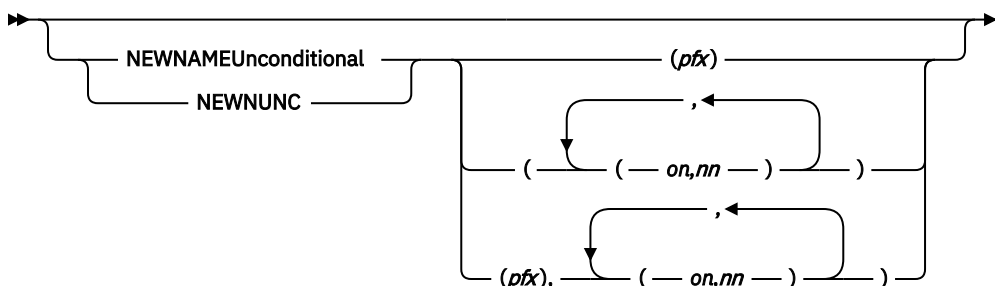 NEWNAMEUnconditional (pfx)
NEWNUNC
,
( ( on,nn ) )
,
(pfx), ( on,nn ) )